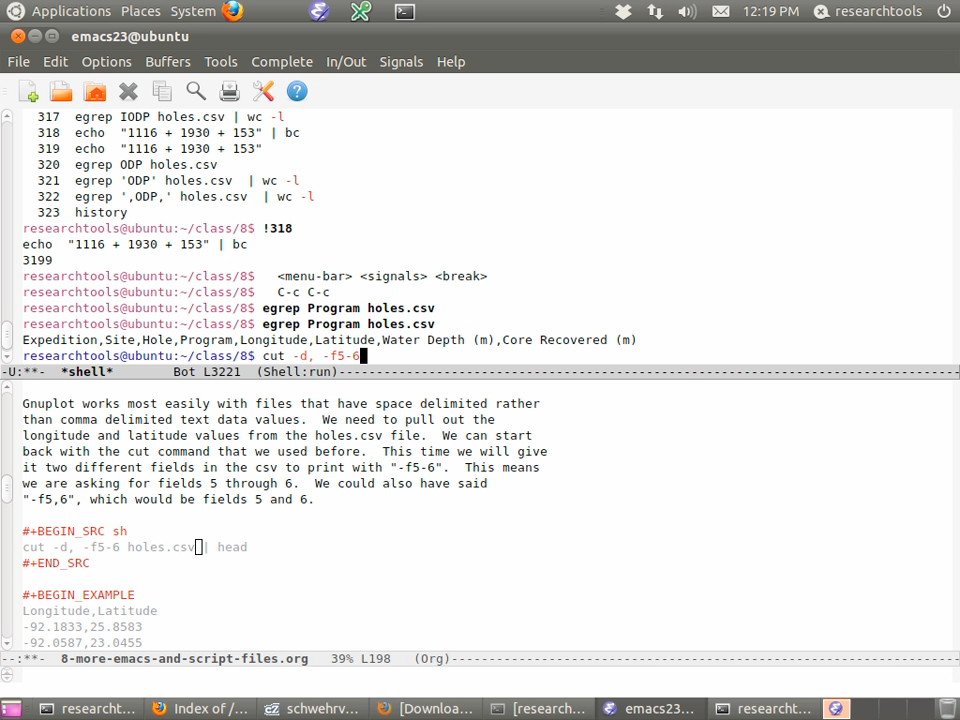 Applications Places System 12:19 PM researchtools
emacs23@ubuntu
File Edit Options Buffers Tools Complete In/Out Signals Help
317  egrep IODP holes.csv | wc -l
318  echo  "1116 + 1930 + 153" | bc
319  echo  "1116 + 1930 + 153"
320  egrep ODP holes.csv
321  egrep 'ODP' holes.csv  | wc -l
322  egrep ',ODP,' holes.csv  | wc -l
323  history
researchtools@ubuntu:~/class/8$ !318
echo  "1116 + 1930 + 153" | bc
3199
researchtools@ubuntu:~/class/8$   <menu-bar> <signals> <break>
researchtools@ubuntu:~/class/8$   C-c C-c
researchtools@ubuntu:~/class/8$ egrep Program holes.csv
researchtools@ubuntu:~/class/8$ egrep Program holes.csv
Expedition,Site,Hole,Program,Longitude,Latitude,Water Depth (m),Core Recovered (m)
researchtools@ubuntu:~/class/8$ cut -d, -f5-6
-U:**-  *shell*        Bot L3221  (Shell:run)----------------------------------------
Gnuplot works most easily with files that have space delimited rather
than comma delimited text data values.  We need to pull out the
longitude and latitude values from the holes.csv file.  We can start
back with the cut command that we used before.  This time we will give
it two different fields in the csv to print with "-f5-6".  This means
we are asking for fields 5 through 6.  We could also have said
"-f5,6", which would be fields 5 and 6.
#+BEGIN_SRC sh
cut -d, -f5-6 holes.csv | head
#+END_SRC
#+BEGIN_EXAMPLE
Longitude,Latitude
-92.1833,25.8583
-92.0587,23.0455
--:**-  8-more-emacs-and-script-files.org   39% L198   (Org)----------------------------------------
researcht... Index of /... schwehrv... [Downloa... [research... emacs23... researcht...